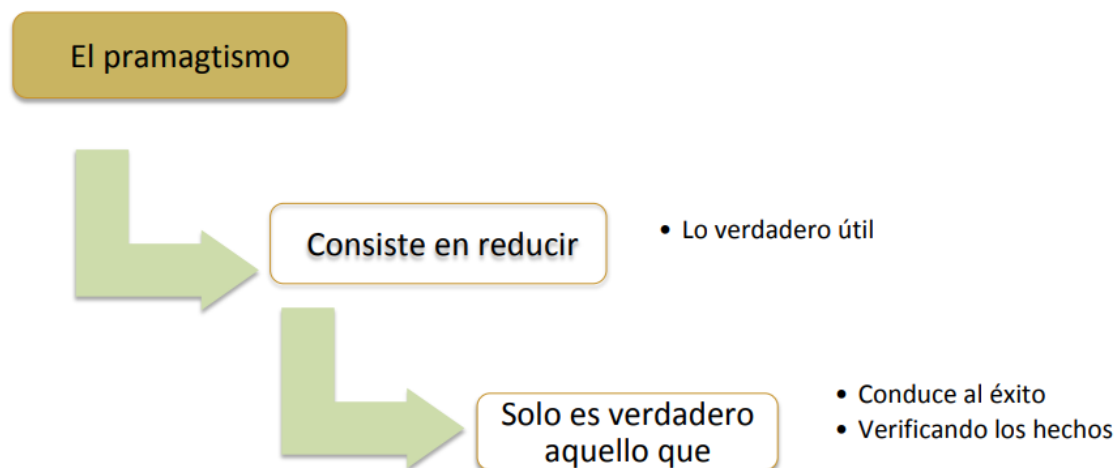 El pramagtismo
Consiste en reducir
• Lo verdadero útil
Solo es verdadero
aquello que
• Conduce al éxito
• Verificando los hechos